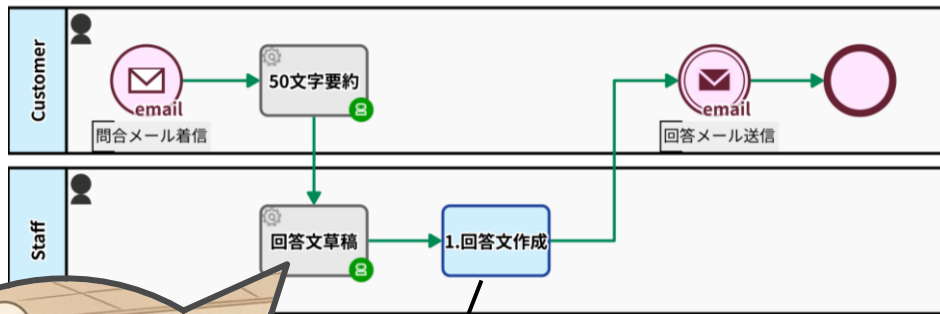 Customer
email
問合メール着信
50文字要約
email
回答メール送信
Staff
回答文草稿
1.回答文作成